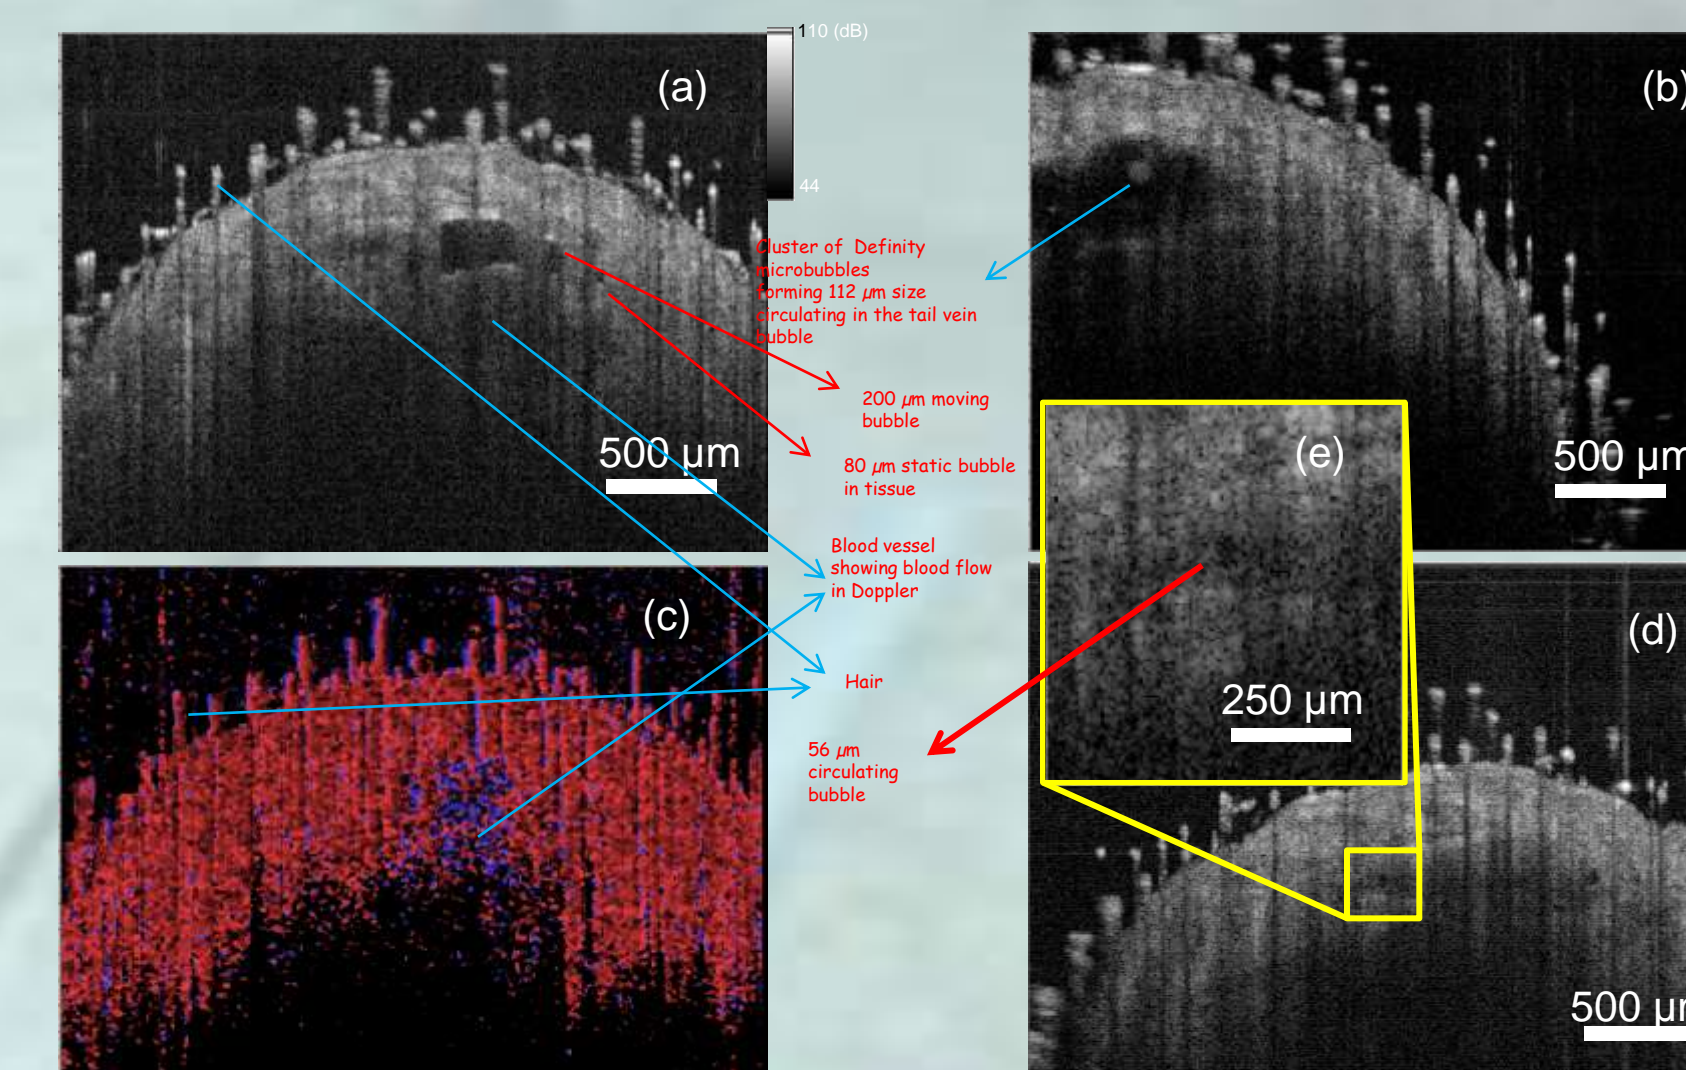 (a)
110 (dB)
44
(b)
Cluster of Definity
microbubbles
forming 112 µm size
circulating in the tail vein
bubble
200 µm moving
bubble
500 µm
80 µm static bubble
in tissue
(e)
500 µm
Blood vessel
showing blood flow
in Doppler
(c)
(d)
Hair
250 µm
56 µm
circulating
bubble
500 µm